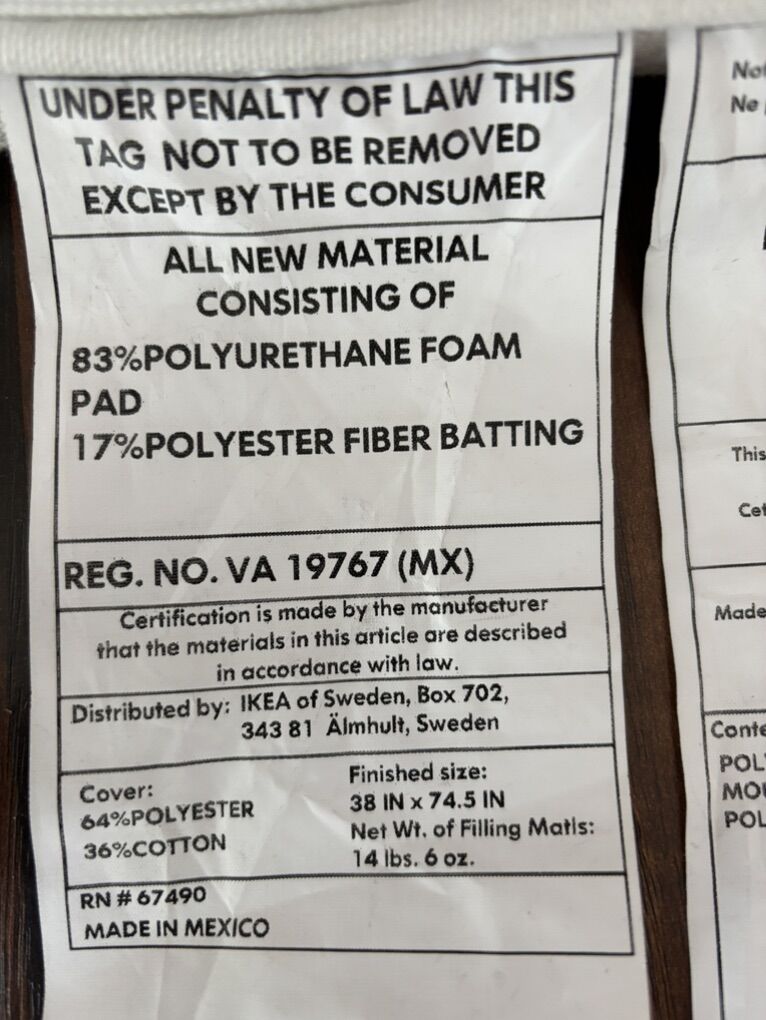 UNDER PENALTY OF LAW THIS
TAG NOT TO BE REMOVED
EXCEPT BY THE CONSUMER
ALL NEW MATERIAL
CONSISTING OF
83%POLYURETHANE FOAM
PAD
17%POLYESTER FIBER BATTING
REG. NO. VA 19767 (MX)
Certification is made by the manufacturer
that the materials in this article are described
in accordance with law.
Distributed by: IKEA of Sweden, Box 702,
343 81 Älmhult, Sweden
Cover:
64%POLYESTER
36%COTTON
Finished size:
38 IN x 74.5 IN
Net Wt. of Filling Matls:
14 lbs. 6 oz.
RN # 67490
MADE IN MEXICO
Ne
This
Made